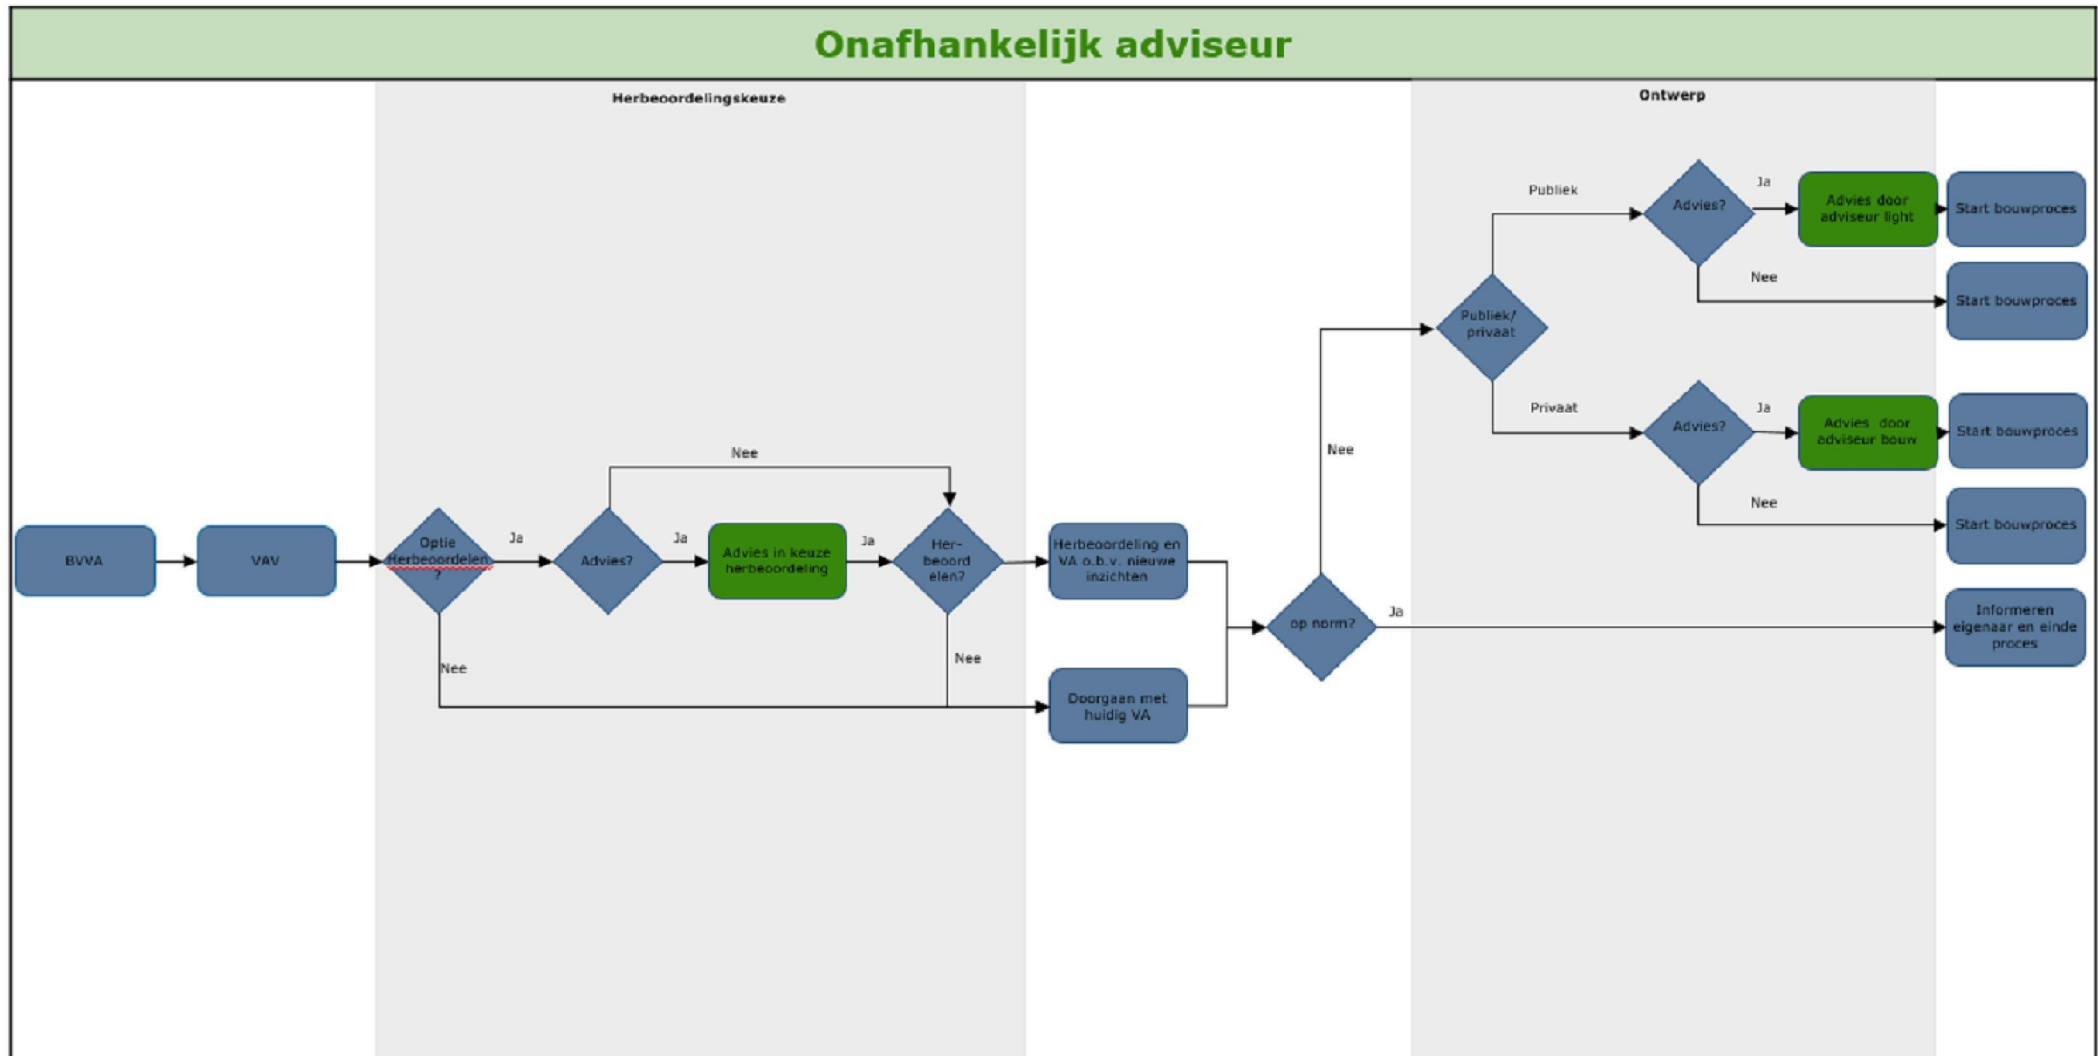 Onafhankelijk adviseur
Herbeoordelingskeuze
Ontwerp
Publiek
Advies?
Ja
Advies door
adviseur light
Start bouwproces
Nee
Start bouwproces
Publiek/
privaat
Privaat
Advies?
Ja
Advies door
adviseur bouw
Start bouwproces
Nee
Start bouwproces
Nee
BVVA
VAV
Optie
Herbeoordelen
?
Ja
Nee
Advies?
Nee
Ja
Advies in keuze
herbeoordeling
Ja
Her-
beoord
elen?
Nee
Herbeoordeling en
VA o.b.v. nieuwe
inzichten
Doorgaan met
huidig VA
op norm?
Ja
Informeren
eigenaar en einde
proces